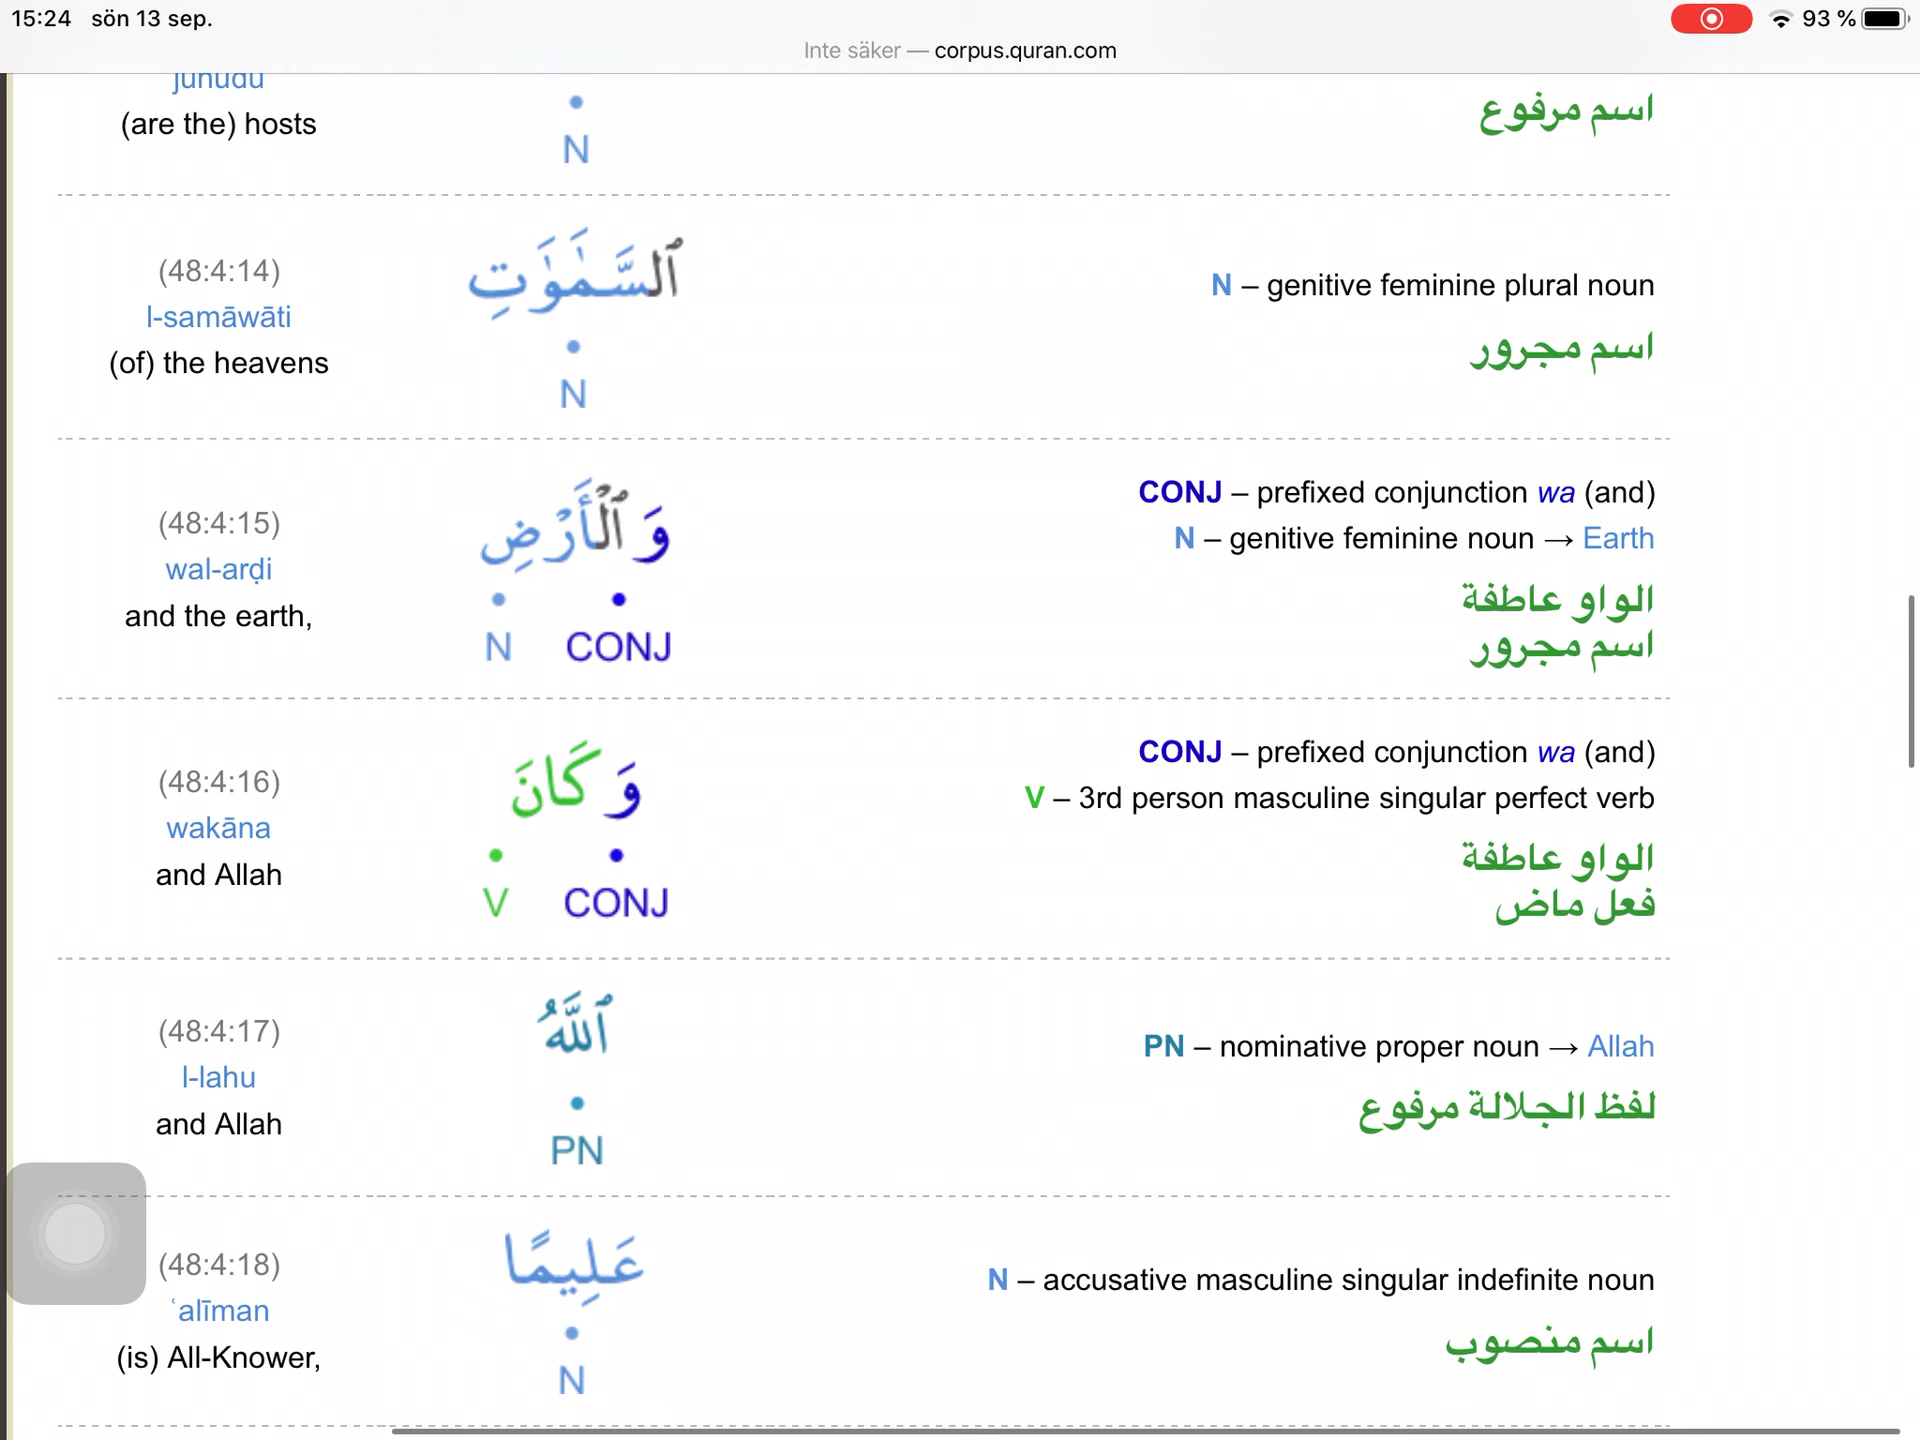 15:24 sön 13 sep.
93 %
Inte säker — corpus.quran.com
junūdu
(are the) hosts
N
اسم مرفوع
(48:4:14)
l-samāwāti
(of) the heavens
ٱلسَّمَٰوَٰتِ
N
N – genitive feminine plural noun
اسم مجرور
(48:4:15)
wal-arḍi
and the earth,
وَٱلْأَرْضِ
N CONJ
CONJ – prefixed conjunction wa (and)
N – genitive feminine noun → Earth
الواو عاطفة
اسم مجرور
(48:4:16)
wakāna
and Allah
وَكَانَ
V CONJ
CONJ – prefixed conjunction wa (and)
V – 3rd person masculine singular perfect verb
الواو عاطفة
فعل ماض
(48:4:17)
l-lahu
and Allah
ٱللَّهُ
PN
PN – nominative proper noun → Allah
لفظ الجلالة مرفوع
(48:4:18)
ʿalīman
(is) All-Knower,
عَلِيمًا
N
N – accusative masculine singular indefinite noun
اسم منصوب